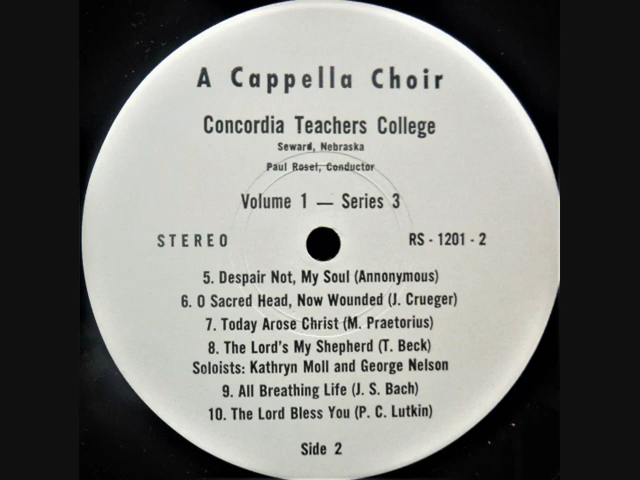 A Cappella Choir
Concordia Teachers College
Seward, Nebraska
Paul Rosel, Conductor
Volume 1 — Series 3
STEREO RS - 1201 - 2
5. Despair Not, My Soul (Annonymous)
6. O Sacred Head, Now Wounded (J. Crueger)
7. Today Arose Christ (M. Praetorius)
8. The Lord's My Shepherd (T. Beck)
Soloists: Kathryn Moll and George Nelson
9. All Breathing Life (J. S. Bach)
10. The Lord Bless You (P. C. Lutkin)
Side 2